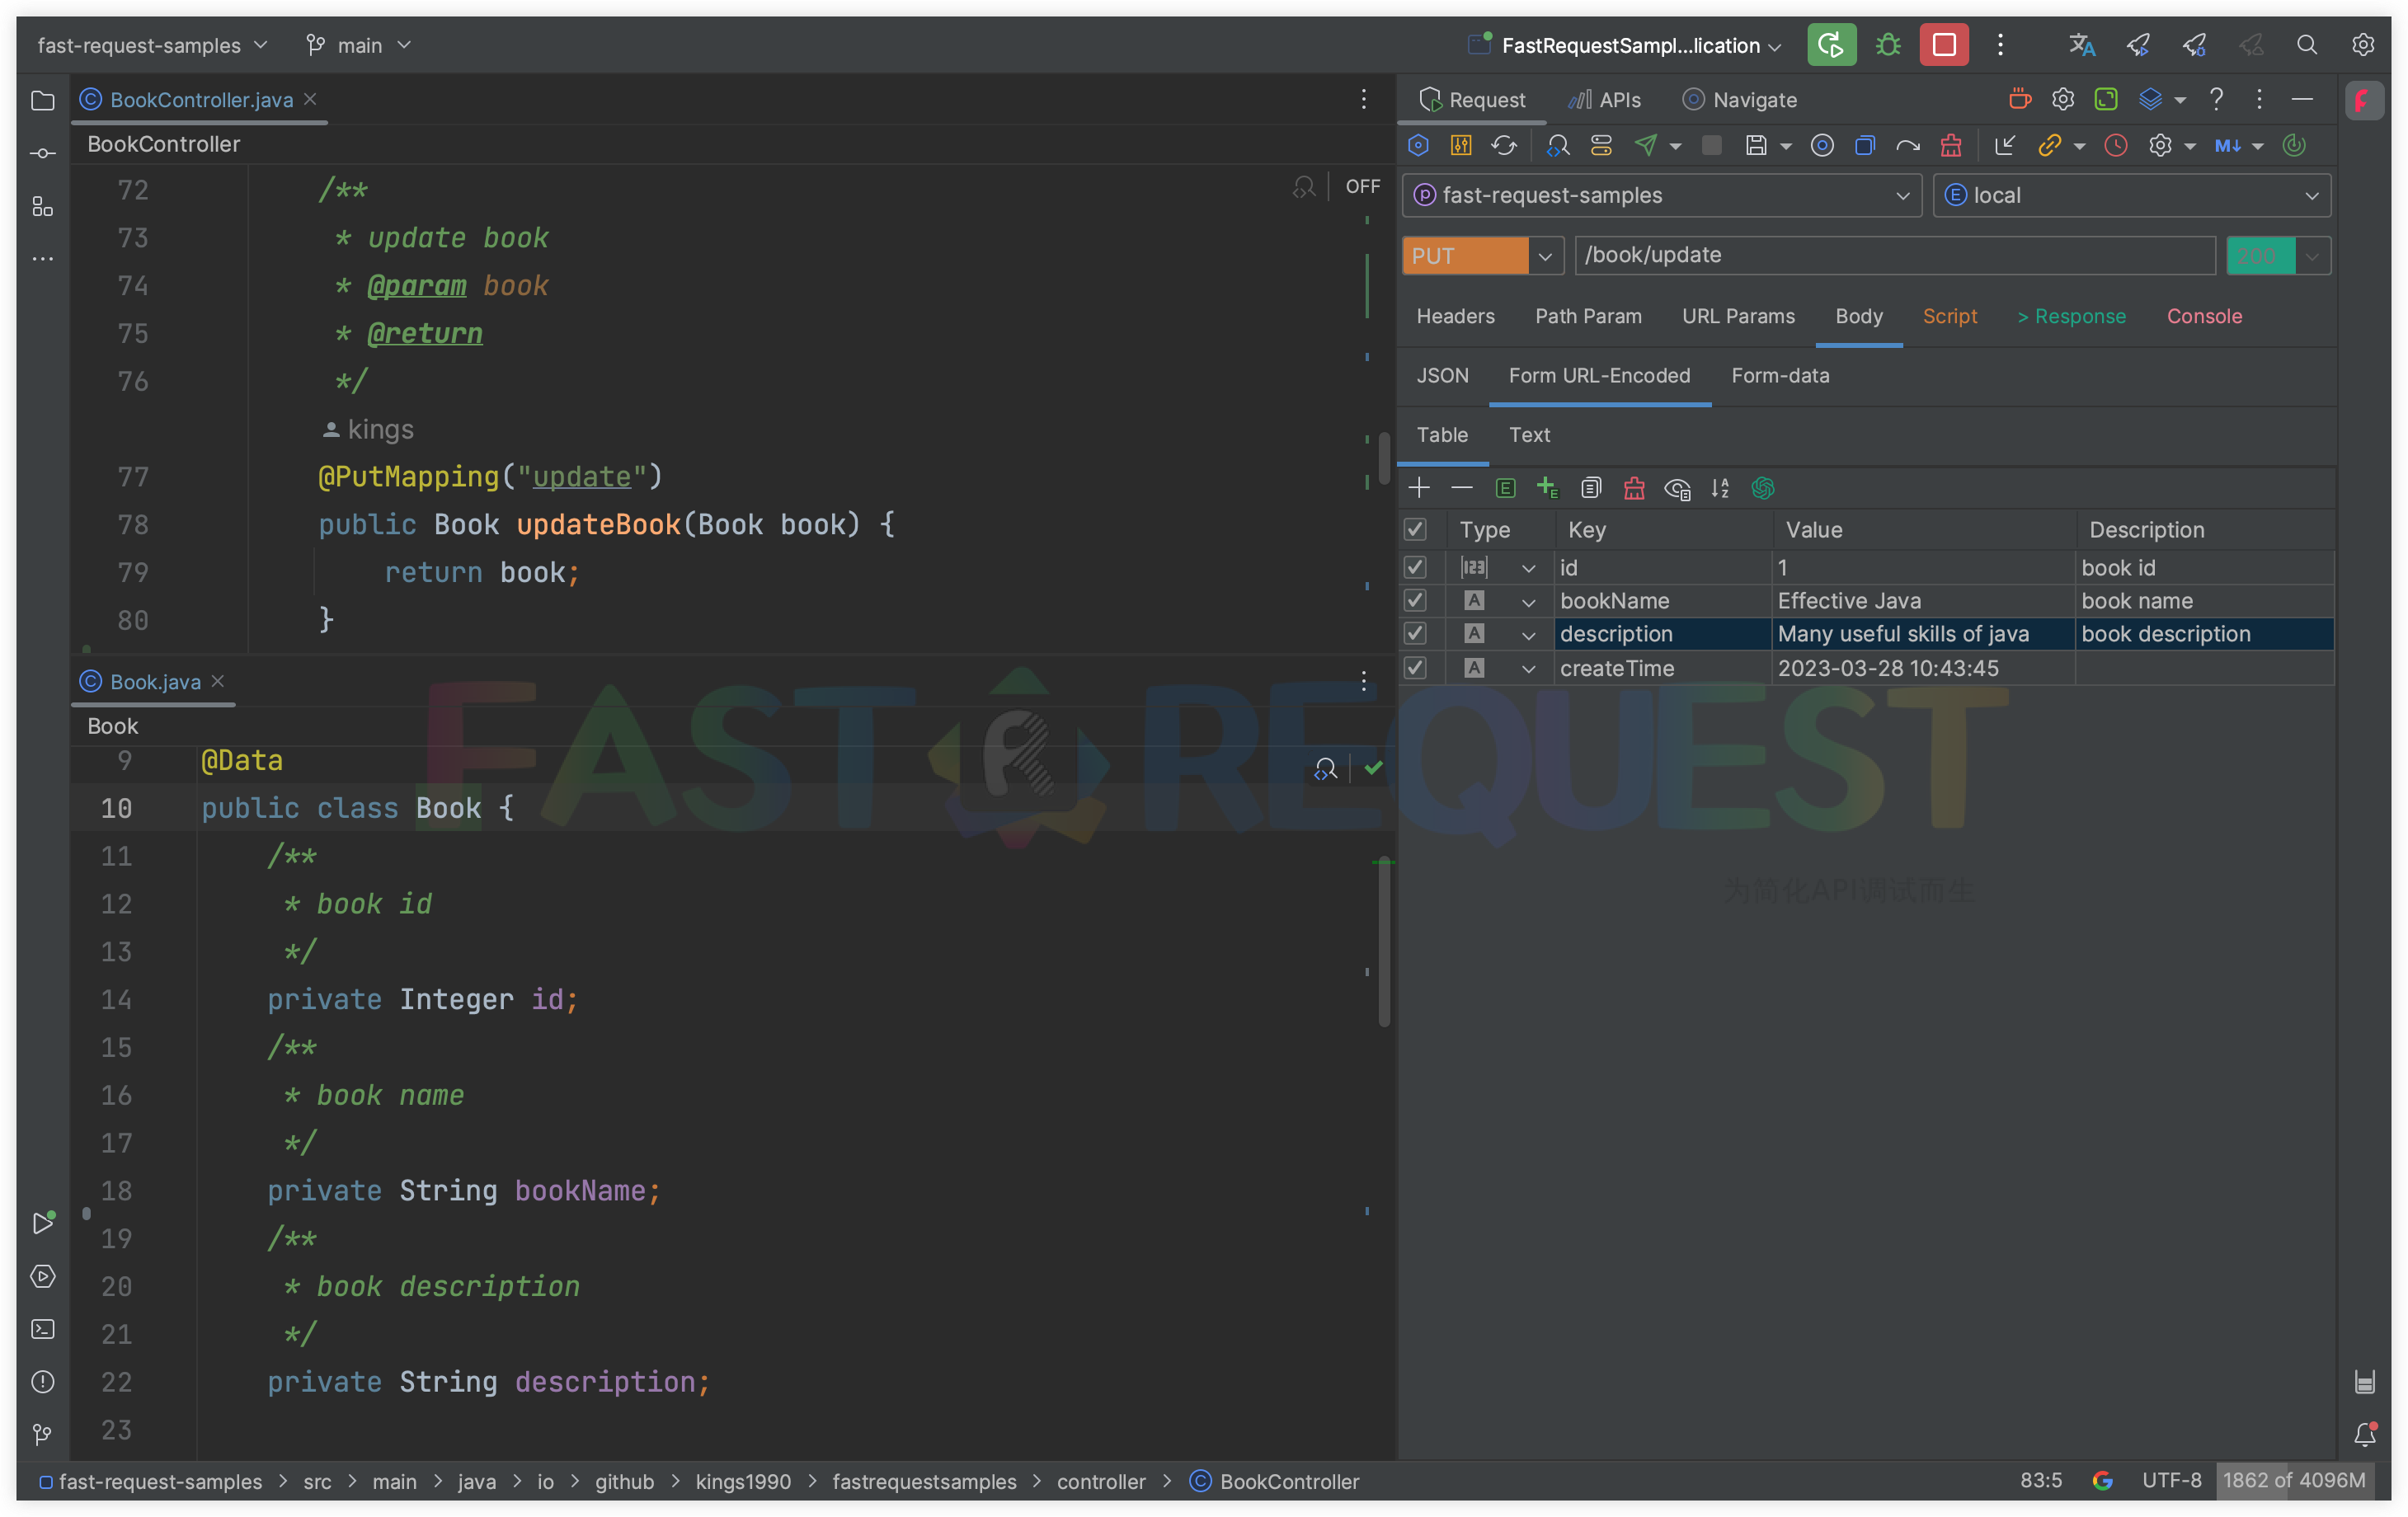 fast-request-samples main FastRequestSampl...lication
BookController.java
BookController
OFF
72 /**
73 * update book
74 * @param book
75 * @return
76 */
kings
77 @PutMapping("update")
78 public Book updateBook(Book book) {
79 return book;
80 }
Book.java
Book
9 @Data
10 public class Book {
11 /**
12 * book id
13 */
14 private Integer id;
15 /**
16 * book name
17 */
18 private String bookName;
19 /**
20 * book description
21 */
22 private String description;
23
Request APIs Navigate
M↓
fast-request-samples local
PUT /book/update 200
Headers Path Param URL Params Body Script > Response Console
JSON Form URL-Encoded Form-data
Table Text
Type Key Value Description
id 1 book id
bookName Effective Java book name
description Many useful skills of java book description
createTime 2023-03-28 10:43:45
FAST REQUEST
为简化API调试而生
fast-request-samples > src > main > java > io > github > kings1990 > fastrequestsamples > controller > BookController
83:5 UTF-8 1862 of 4096M